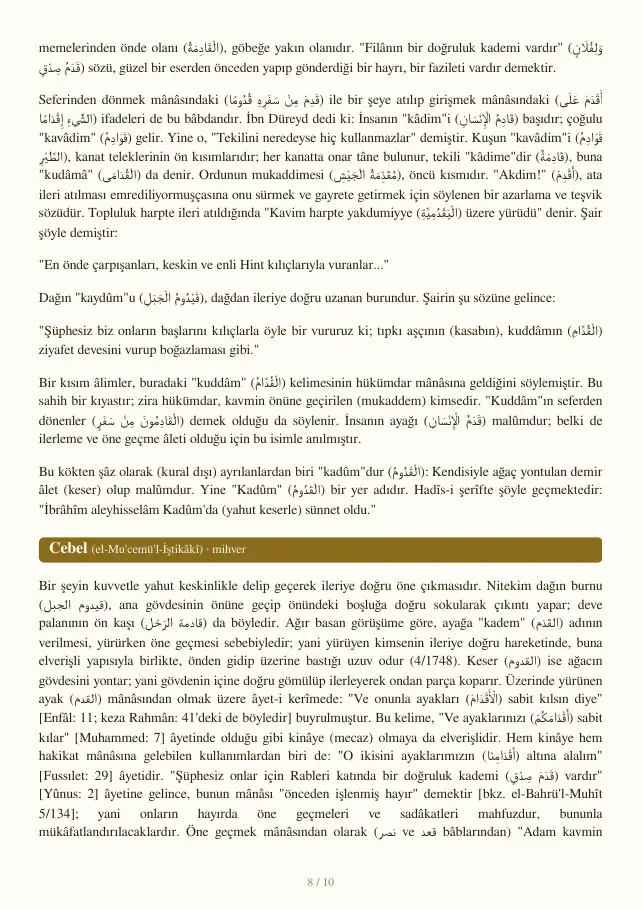 memelerinden önde olanı (الْقَادِمَةُ), göbeğe yakın olanıdır. "Filânın bir doğruluk kademi vardır" (وَلِفُلَانٍ
قَدَمُ صِدْقٍ) sözü, güzel bir eserden önceden yapıp gönderdiği bir hayrı, bir fazileti vardır demektir.
Seferinden dönmek mânâsındaki (قَدِمَ مِنْ سَفَرِهِ قُدُومًا) ile bir şeye atılıp girişmek mânâsındaki (أَقْدَمَ عَلَى
الشَّيْءِ إِقْدَامًا) ifadeleri de bu bâbdandır. İbn Düreyd dedi ki: İnsanın "kâdim"i (قَادِمُ الْإِنْسَانِ) başıdır; çoğulu
"kavâdim" (قَوَادِمُ) gelir. Yine o, "Tekilini neredeyse hiç kullanmazlar" demiştir. Kuşun "kavâdim"i (قَوَادِمُ
الطَّيْرِ), kanat teleklerinin ön kısımlarıdır; her kanatta onar tâne bulunur, tekili "kâdime"dir (قَادِمَةٌ), buna
"kudâmâ" (الْقُدَامَى) da denir. Ordunun mukaddimesi (مُقَدِّمَةُ الْجَيْشِ), öncü kısmıdır. "Akdim!" (أَقْدِمْ), ata
ileri atılması emrediliyormuşçasına onu sürmek ve gayrete getirmek için söylenen bir azarlama ve teşvik
sözüdür. Topluluk harpte ileri atıldığında "Kavim harpte yakdumiyye (الْيَقْدُمِيَّةِ) üzere yürüdü" denir. Şair
şöyle demiştir:
"En önde çarpışanları, keskin ve enli Hint kılıçlarıyla vuranlar..."
Dağın "kaydûm"u (قَيْدُومُ الْجَبَلِ), dağdan ileriye doğru uzanan burundur. Şairin şu sözüne gelince:
"Şüphesiz biz onların başlarını kılıçlarla öyle bir vururuz ki; tıpkı aşçının (kasabın), kuddâmın (الْقُدَّامِ)
ziyafet devesini vurup boğazlaması gibi."
Bir kısım âlimler, buradaki "kuddâm" (الْقُدَّامُ) kelimesinin hükümdar mânâsına geldiğini söylemiştir. Bu
sahih bir kıyastır; zira hükümdar, kavmin önüne geçirilen (mukaddem) kimsedir. "Kuddâm"ın seferden
dönenler (الْقَادِمُونَ مِنْ سَفَرٍ) demek olduğu da söylenir. İnsanın ayağı (قَدَمُ الْإِنْسَانِ) malûmdur; belki de
ilerleme ve öne geçme âleti olduğu için bu isimle anılmıştır.
Bu kökten şâz olarak (kural dışı) ayrılanlardan biri "kadûm"dur (الْقَدُومُ): Kendisiyle ağaç yontulan demir
âlet (keser) olup malûmdur. Yine "Kadûm" (الْقَدُومُ) bir yer adıdır. Hadîs-i şerîfte şöyle geçmektedir:
"İbrâhîm aleyhisselâm Kadûm'da (yahut keserle) sünnet oldu."
Cebel (el-Mu'cemü'l-İştikâkî) · mihver
Bir şeyin kuvvetle yahut keskinlikle delip geçerek ileriye doğru öne çıkmasıdır. Nitekim dağın burnu
(قيدوم الجبل), ana gövdesinin önüne geçip önündeki boşluğa doğru sokularak çıkıntı yapar; deve
palanının ön kaşı (قادمة الرَحْل) da böyledir. Ağır basan görüşüme göre, ayağa "kadem" (القَدَم) adının
verilmesi, yürürken öne geçmesi sebebiyledir; yani yürüyen kimsenin ileriye doğru hareketinde, buna
elverişli yapısıyla birlikte, önden gidip üzerine bastığı uzuv odur (4/1748). Keser (القدوم) ise ağacın
gövdesini yontar; yani gövdenin içine doğru gömülüp ilerleyerek ondan parça koparır. Üzerinde yürünen
ayak (القدم) mânâsından olmak üzere âyet-i kerîmede: "Ve onunla ayakları (الْأَقْدَامَ) sabit kılsın diye"
[Enfâl: 11; keza Rahmân: 41'deki de böyledir] buyrulmuştur. Bu kelime, "Ve ayaklarınızı (أَقْدَامَكُمْ) sabit
kılar" [Muhammed: 7] âyetinde olduğu gibi kinâye (mecaz) olmaya da elverişlidir. Hem kinâye hem
hakikat mânâsına gelebilen kullanımlardan biri de: "O ikisini ayaklarımızın (أَقْدَامِنَا) altına alalım"
[Fussılet: 29] âyetidir. "Şüphesiz onlar için Rableri katında bir doğruluk kademi (قَدَمَ صِدْقٍ) vardır"
[Yûnus: 2] âyetine gelince, bunun mânâsı "önceden işlenmiş hayır" demektir [bkz. el-Bahrü'l-Muhît
5/134]; yani onların hayırda öne geçmeleri ve sadâkatleri mahfuzdur, bununla
mükâfatlandırılacaklardır. Öne geçmek mânâsından olarak (نصر ve قعد bâblarından) "Adam kavmin
8 / 10